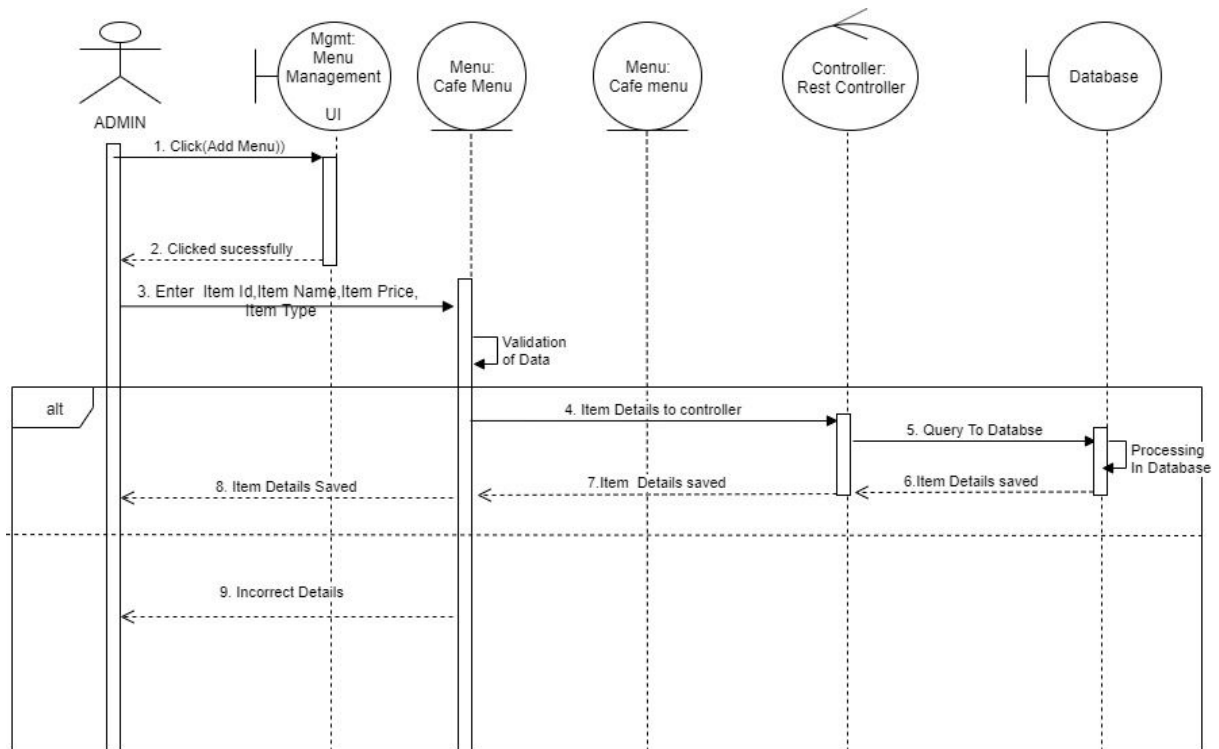 Mgmt:
Menu
Management
UI
Menu:
Cafe Menu
Menu:
Cafe menu
Controller:
Rest Controller
Database
ADMIN
1. Click(Add Menu))
2. Clicked sucessfully
3. Enter Item Id,Item Name,Item Price,
Item Type
Validation
of Data
alt
4. Item Details to controller
5. Query To Databse
Processing
In Database
6.Item Details saved
7.Item Details saved
8. Item Details Saved
9. Incorrect Details